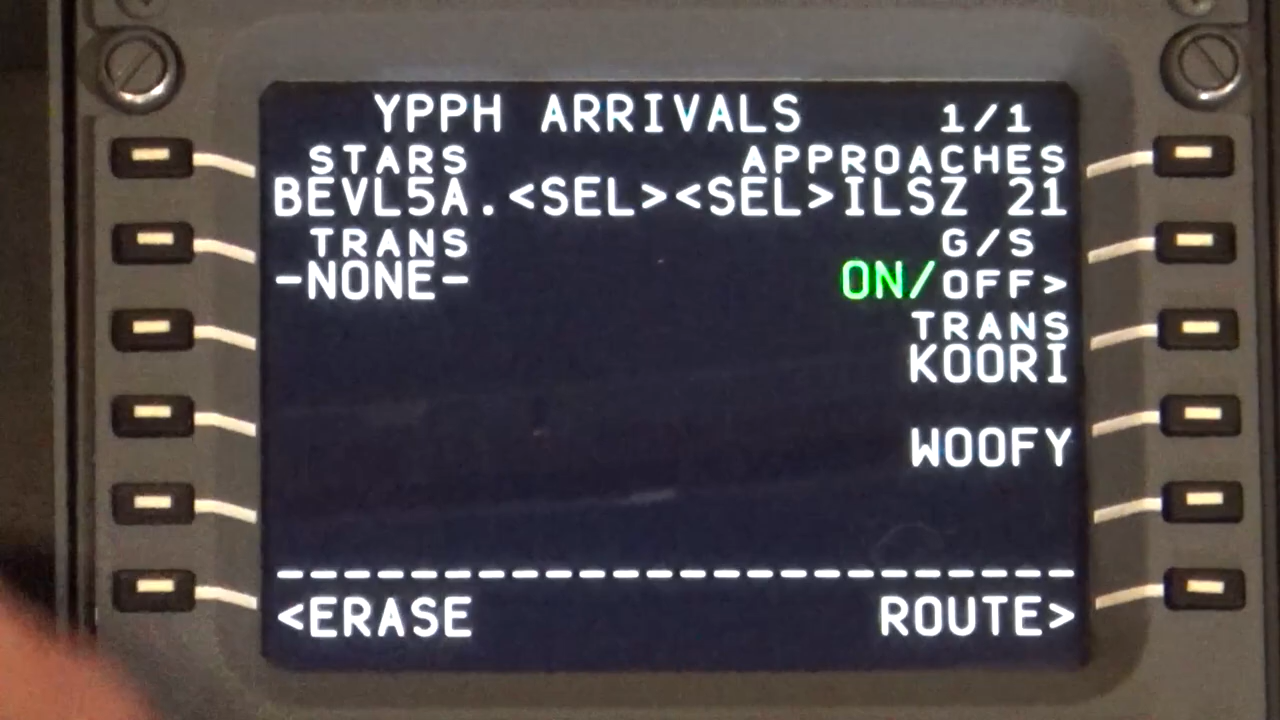 YPPH ARRIVALS 1/1
STARS APPROACHES
BEVL5A.<SEL><SEL>ILSZ 21
TRANS G/S
-NONE- ON/OFF>
TRANS
KOORI
WOOFY
------------------------
<ERASE ROUTE>